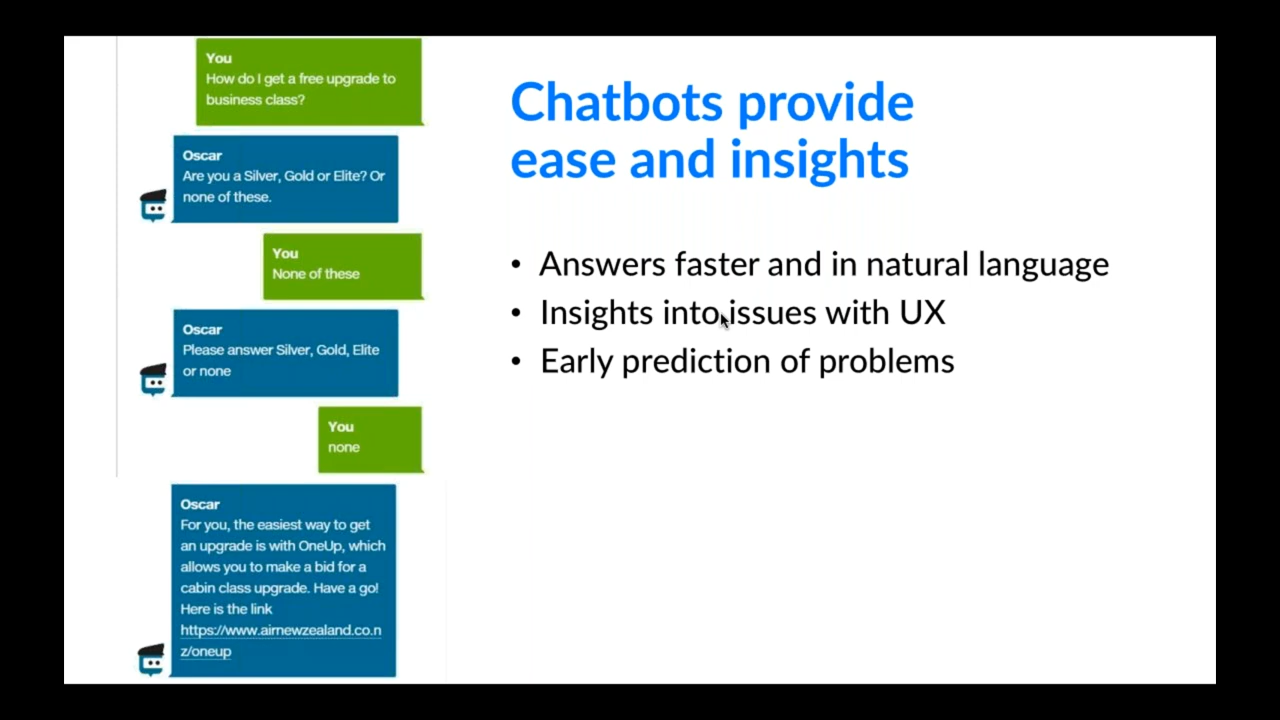 You
How do I get a free upgrade to
business class?
Oscar
Are you a Silver, Gold or Elite? Or
none of these.
You
None of these
Oscar
Please answer Silver, Gold, Elite
or none
You
none
Oscar
For you, the easiest way to get
an upgrade is with OneUp, which
allows you to make a bid for a
cabin class upgrade. Have a go!
Here is the link
https://www.airnewzealand.co.n
z/oneup
Chatbots provide
ease and insights
• Answers faster and in natural language
• Insights into issues with UX
• Early prediction of problems